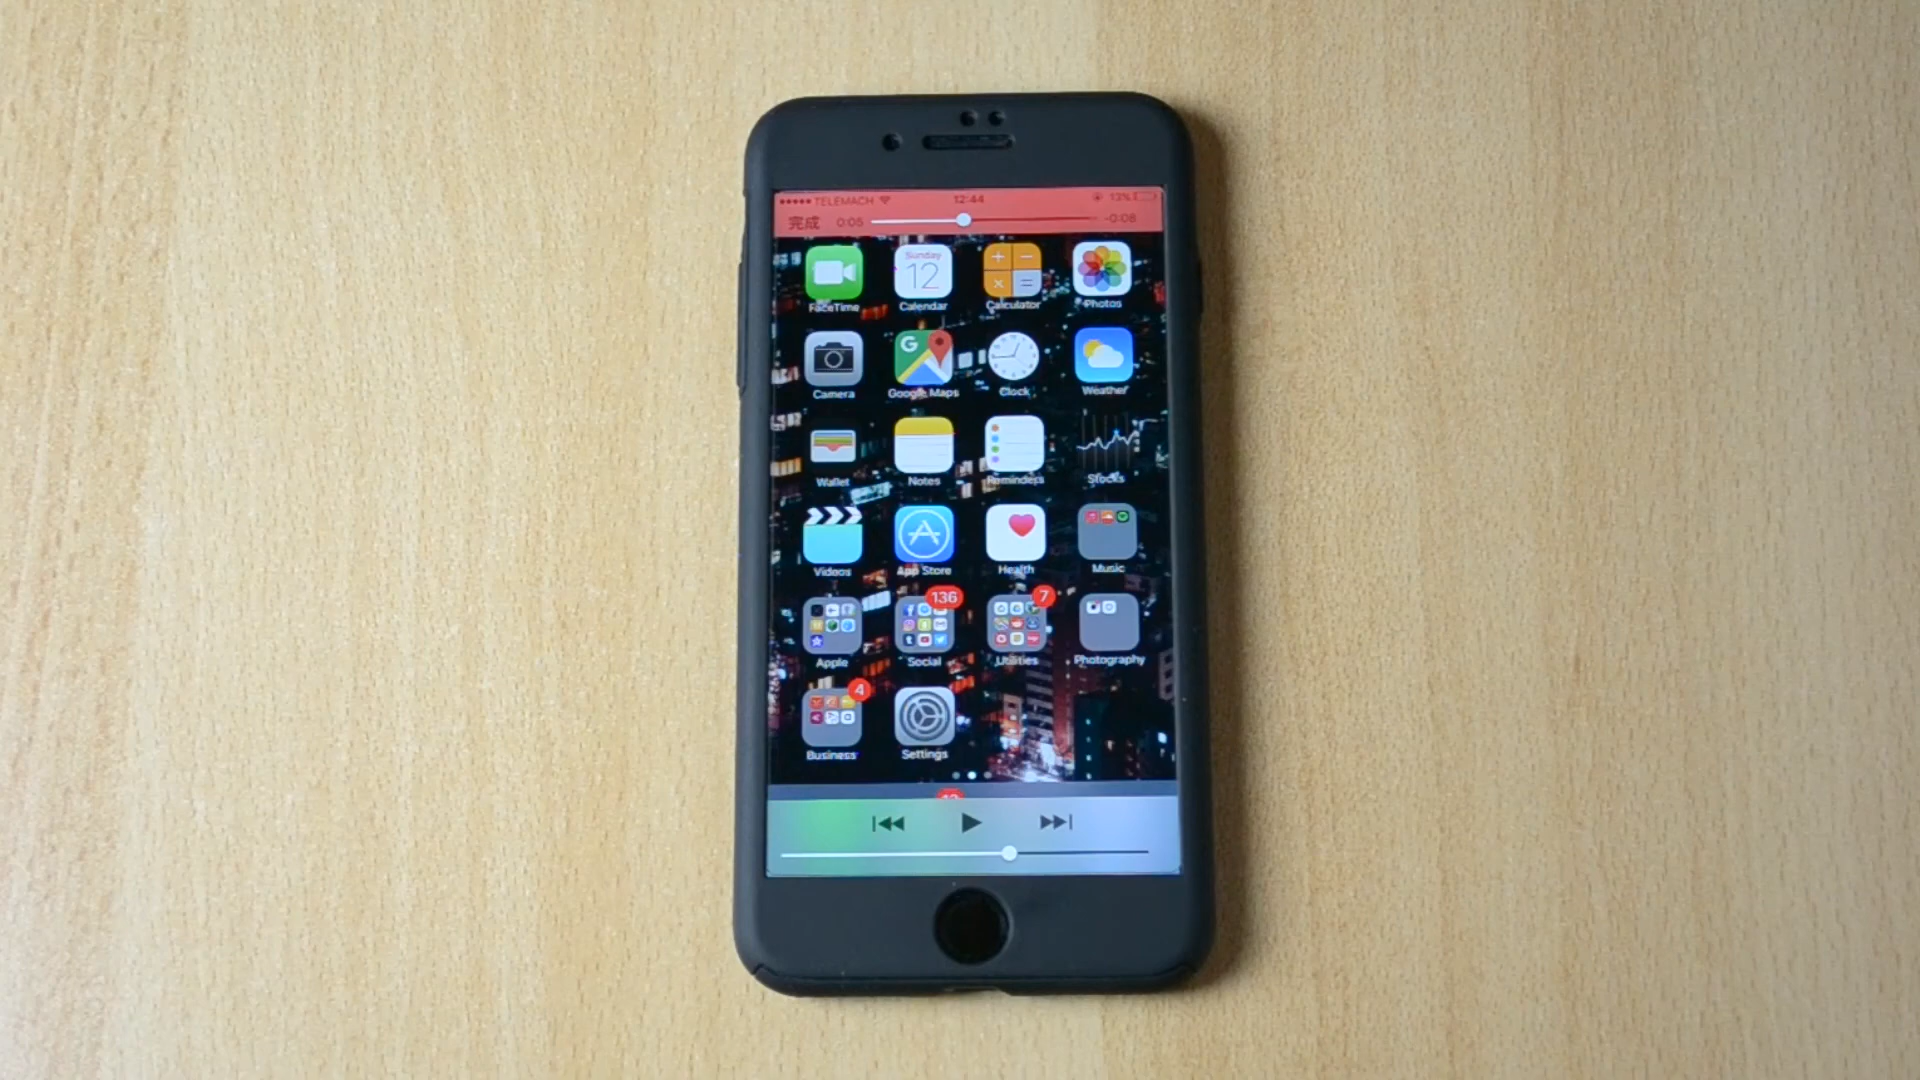 TELEMACH 12:44 13%
完成 0:05 -0:08
Sunday
12
FaceTime Calendar Calculator Photos
G
Camera Google Maps Clock Weather
Wallet Notes Reminders Stocks
Videos App Store Health Music
136 7
Apple Social Utilities Photography
4
Business Settings